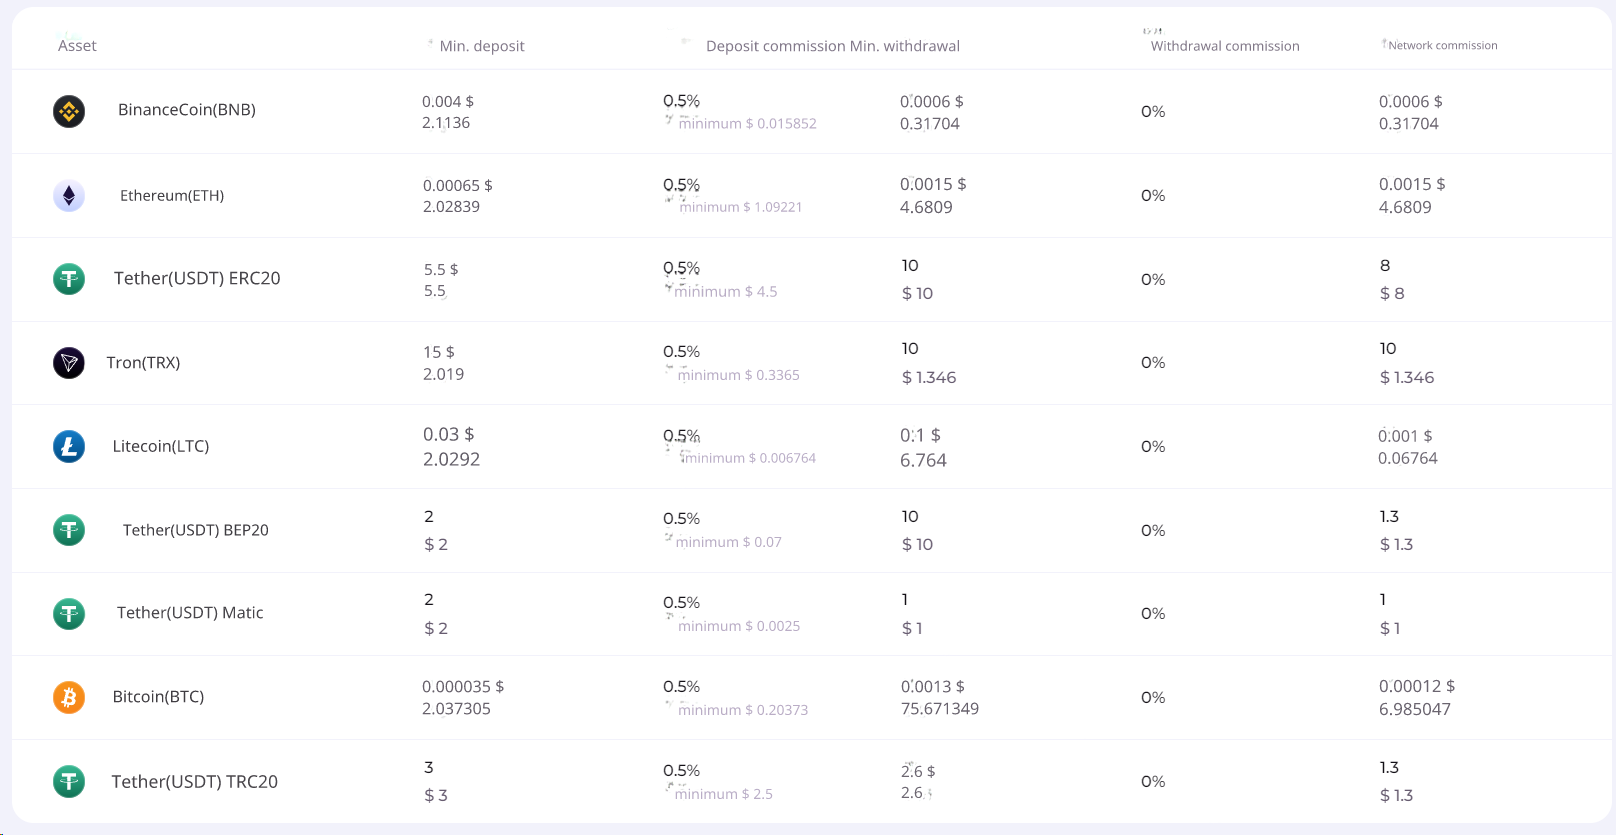 Asset Min. deposit Deposit commission Min. withdrawal Withdrawal commission Network commission
BinanceCoin(BNB) 0.004 $ 0.5% 0.0006 $ 0% 0.0006 $
2.1136 minimum $ 0.015852 0.31704 0.31704
Ethereum(ETH) 0.00065 $ 0.5% 0.0015 $ 0% 0.0015 $
2.02839 minimum $ 1.09221 4.6809 4.6809
Tether(USDT) ERC20 5.5 $ 0.5% 10 0% 8
5.5 minimum $ 4.5 $ 10 $ 8
Tron(TRX) 15 $ 0.5% 10 0% 10
2.019 minimum $ 0.3365 $ 1.346 $ 1.346
Litecoin(LTC) 0.03 $ 0.5% 0.1 $ 0% 0.001 $
2.0292 minimum $ 0.006764 6.764 0.06764
Tether(USDT) BEP20 2 0.5% 10 0% 1.3
$ 2 minimum $ 0.07 $ 10 $ 1.3
Tether(USDT) Matic 2 0.5% 1 0% 1
$ 2 minimum $ 0.0025 $ 1 $ 1
Bitcoin(BTC) 0.000035 $ 0.5% 0.0013 $ 0% 0.00012 $
2.037305 minimum $ 0.20373 75.671349 6.985047
Tether(USDT) TRC20 3 0.5% 2.6 $ 0% 1.3
$ 3 minimum $ 2.5 2.6 $ 1.3